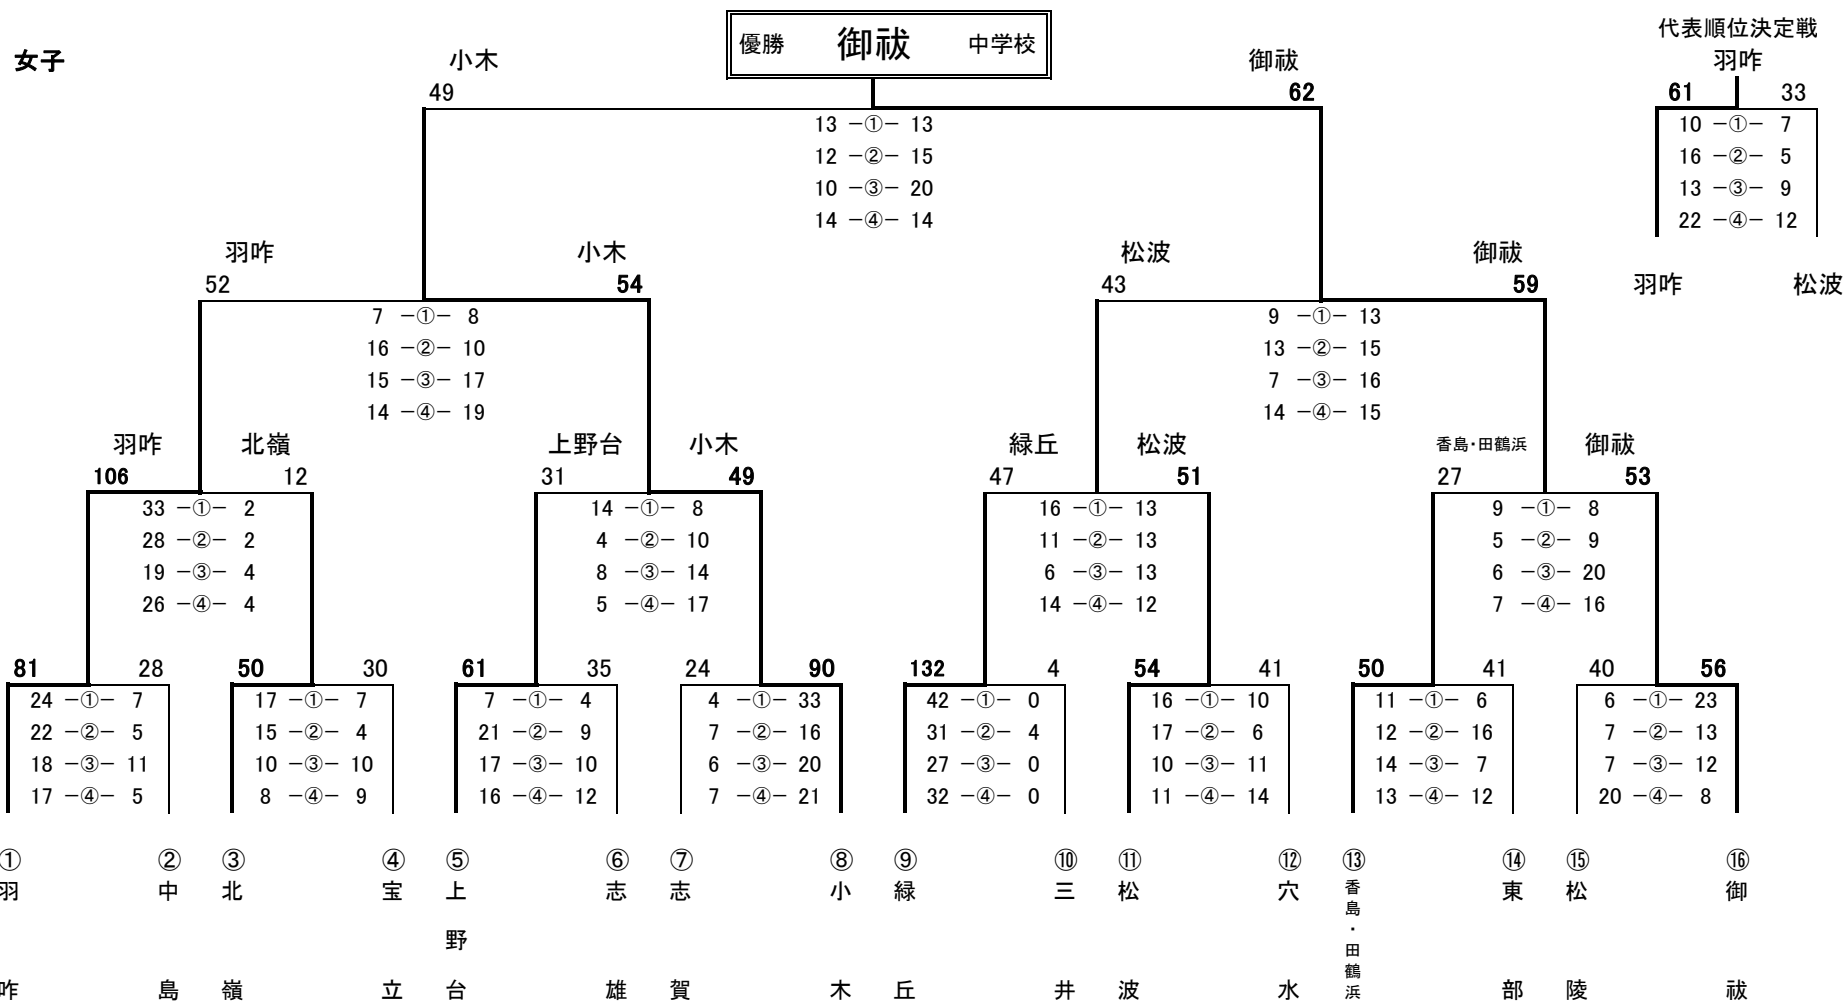 優勝 御祓 中学校
代表順位決定戦
女子
小木 御祓 羽咋
49 62 61 33
13 －①－ 13 10 －①－ 7
12 －②－ 15 16 －②－ 5
10 －③－ 20 13 －③－ 9
14 －④－ 14 22 －④－ 12
羽咋 小木 松波 御祓
52 54 43 59 羽咋 松波
7 －①－ 8 9 －①－ 13
16 －②－ 10 13 －②－ 15
15 －③－ 17 7 －③－ 16
14 －④－ 19 14 －④－ 15
羽咋 北嶺 上野台 小木 緑丘 松波 香島・田鶴浜 御祓
106 12 31 49 47 51 27 53
33 －①－ 2 14 －①－ 8 16 －①－ 13 9 －①－ 8
28 －②－ 2 4 －②－ 10 11 －②－ 13 5 －②－ 9
19 －③－ 4 8 －③－ 14 6 －③－ 13 6 －③－ 20
26 －④－ 4 5 －④－ 17 14 －④－ 12 7 －④－ 16
81 28 50 30 61 35 24 90 132 4 54 41 50 41 40 56
24 －①－ 7 17 －①－ 7 7 －①－ 4 4 －①－ 33 42 －①－ 0 16 －①－ 10 11 －①－ 6 6 －①－ 23
22 －②－ 5 15 －②－ 4 21 －②－ 9 7 －②－ 16 31 －②－ 4 17 －②－ 6 12 －②－ 16 7 －②－ 13
18 －③－ 11 10 －③－ 10 17 －③－ 10 6 －③－ 20 27 －③－ 0 10 －③－ 11 14 －③－ 7 7 －③－ 12
17 －④－ 5 8 －④－ 9 16 －④－ 12 7 －④－ 21 32 －④－ 0 11 －④－ 14 13 －④－ 12 20 －④－ 8
① ② ③ ④ ⑤ ⑥ ⑦ ⑧ ⑨ ⑩ ⑪ ⑫ ⑬ ⑭ ⑮ ⑯
羽咋
中島
北嶺
宝立
上野台
志雄
志賀
小木
緑丘
三井
松波
穴水
香島・田鶴浜
東部
松陵
御祓